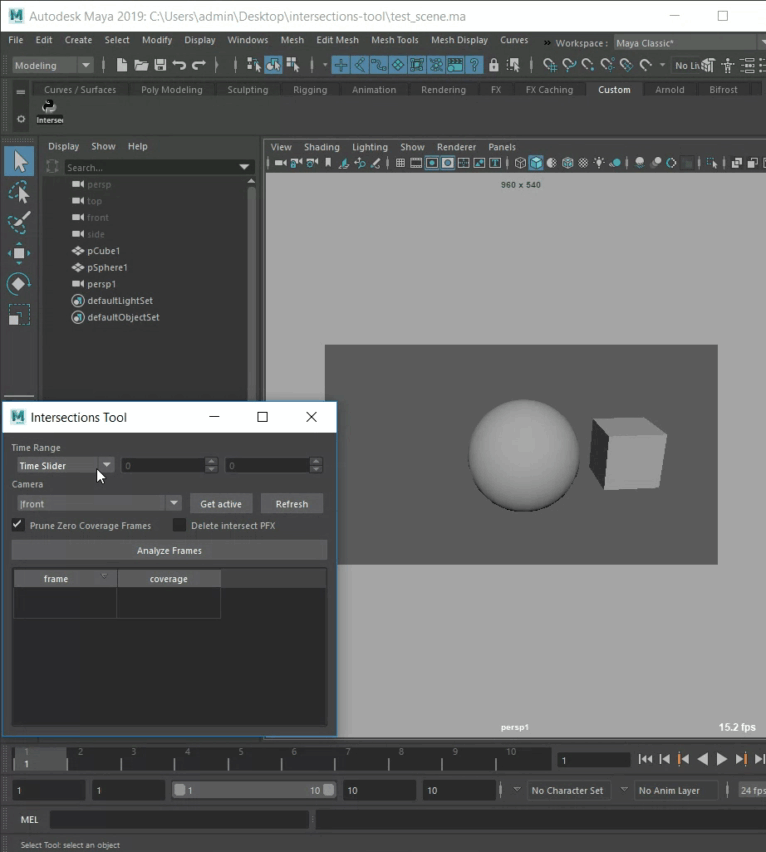 Autodesk Maya 2019: C:\Users\admin\Desktop\intersections-tool\test_scene.ma
File Edit Create Select Modify Display Windows Mesh Edit Mesh Mesh Tools Mesh Display Curves » Workspace : Maya Classic*
Modeling No Li
Curves / Surfaces Poly Modeling Sculpting Rigging Animation Rendering FX FX Caching Custom Arnold Bifrost
Display Show Help
View Shading Lighting Show Renderer Panels
Search...
960 x 540
persp
top
front
side
pCube1
pSphere1
persp1
defaultLightSet
defaultObjectSet
Intersections Tool
Time Range
Time Slider 0 0
Camera
|front Get active Refresh
Prune Zero Coverage Frames Delete intersect PFX
Analyze Frames
frame coverage
persp1 15.2 fps
1 2 3 4 5 6 7 8 9 10
1 1
1 1 1 10 10 10 No Character Set No Anim Layer 24 fps
MEL
Select Tool: select an object